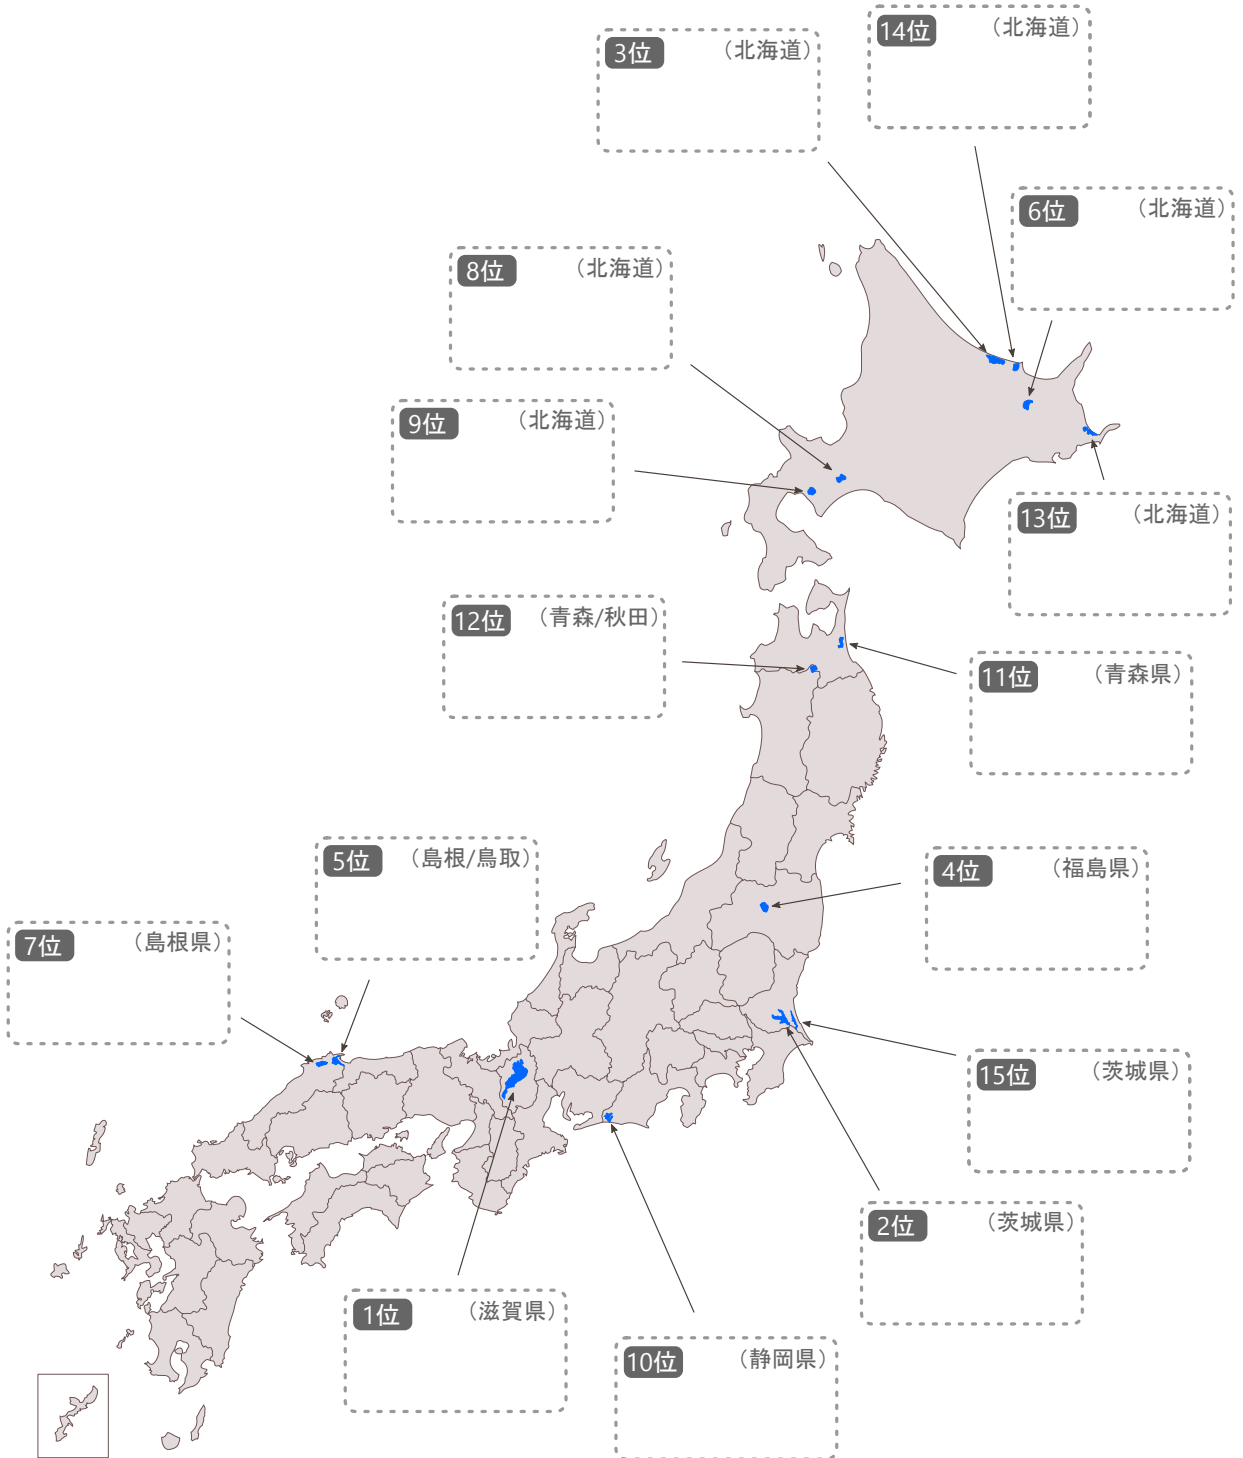 14位 （北海道）
3位 （北海道）
6位 （北海道）
8位 （北海道）
9位 （北海道）
13位 （北海道）
12位 （青森/秋田）
11位 （青森県）
5位 （島根/鳥取）
4位 （福島県）
7位 （島根県）
15位 （茨城県）
2位 （茨城県）
1位 （滋賀県）
10位 （静岡県）